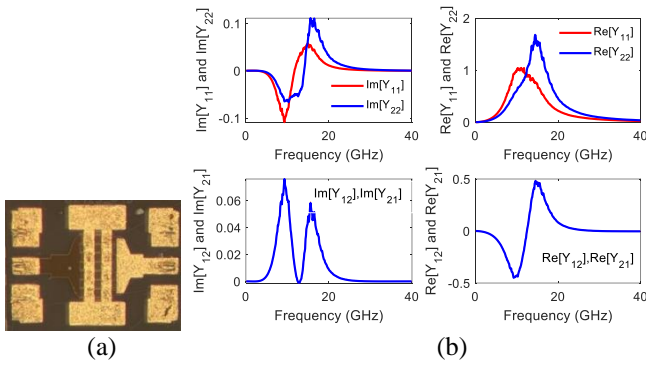 0.1
0
-0.1
Im[Y11] and Im[Y22]
Im[Y11]
Im[Y22]
0
20
40
Frequency (GHz)
2
1
0
Re[Y11] and Re[Y22]
Re[Y11]
Re[Y22]
0
20
40
Frequency (GHz)
0.06
0.04
0.02
0
Im[Y12] and Im[Y21]
Im[Y12],Im[Y21]
0
20
40
Frequency (GHz)
0.5
0
-0.5
Re[Y12] and Re[Y21]
Re[Y12],Re[Y21]
0
20
40
Frequency (GHz)
(a)
(b)